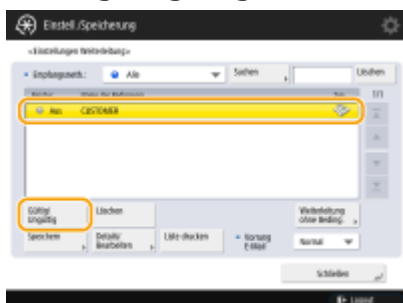 Einstell./Speicherung
<Einstellungen Weiterleitung>
Empfangsmeth.: Alle Suchen Löschen
1/1
Aus CUSTOMER
Gültig/
Ungültig
Löschen
Weiterleitung
ohne Beding.
Speichern
Details/
Bearbeiten
Liste drucken
Vorrang
E-Mail
Normal
Schließen
Logout